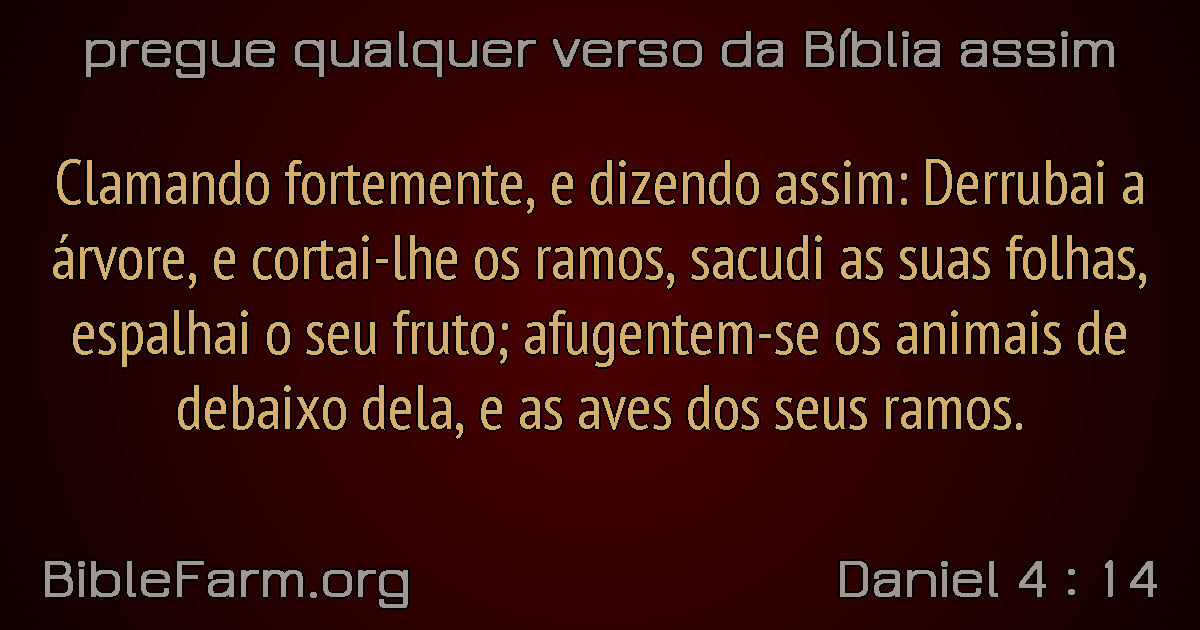 pregue qualquer verso da Bíblia assim
Clamando fortemente, e dizendo assim: Derrubai a
árvore, e cortai-lhe os ramos, sacudi as suas folhas,
espalhai o seu fruto; afugentem-se os animais de
debaixo dela, e as aves dos seus ramos.
BibleFarm.org
Daniel 4 : 14